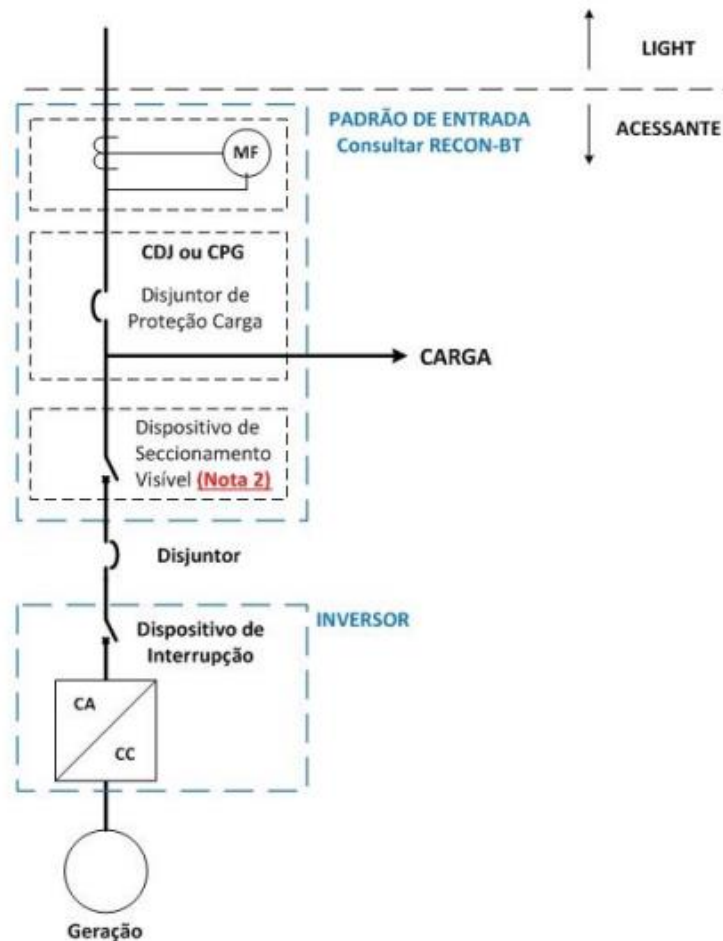 LIGHT
PADRÃO DE ENTRADA
Consultar RECON-BT
ACESSANTE
MF
CDJ ou CPG
Disjuntor de
Proteção Carga
CARGA
Dispositivo de
Seccionamento
Visível (Nota 2)
Disjuntor
INVERSOR
Dispositivo de
Interrupção
CA
CC
Geração